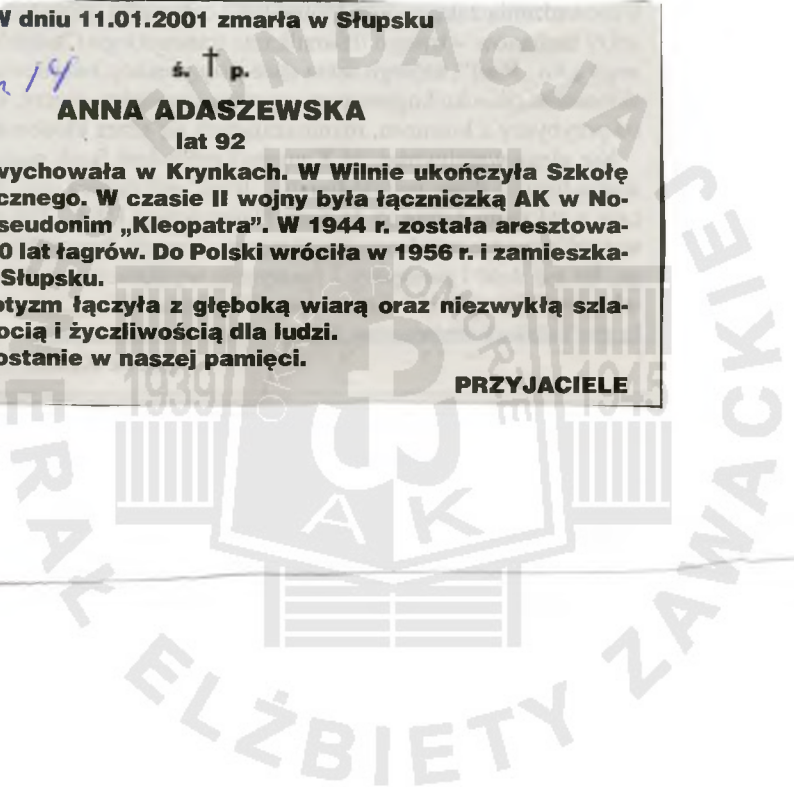 W dniu 11.01.2001 zmarła w Słupsku
14
ś. † p.
ANNA ADASZEWSKA
lat 92
wychowała w Krynkach. W Wilnie ukończyła Szkołę
cznego. W czasie II wojny była łączniczką AK w No-
seudonim „Kleopatra”. W 1944 r. została aresztowa-
0 lat łagrów. Do Polski wróciła w 1956 r. i zamieszka-
Słupsku.
otyzm łączyła z głęboką wiarą oraz niezwykłą szla-
ocią i życzliwością dla ludzi.
ostanie w naszej pamięci.
PRZYJACIELE
FUNDACJA
GENERAŁ ELŻBIETY ZAWACKIEJ
POMORZE
1939
1945
AK